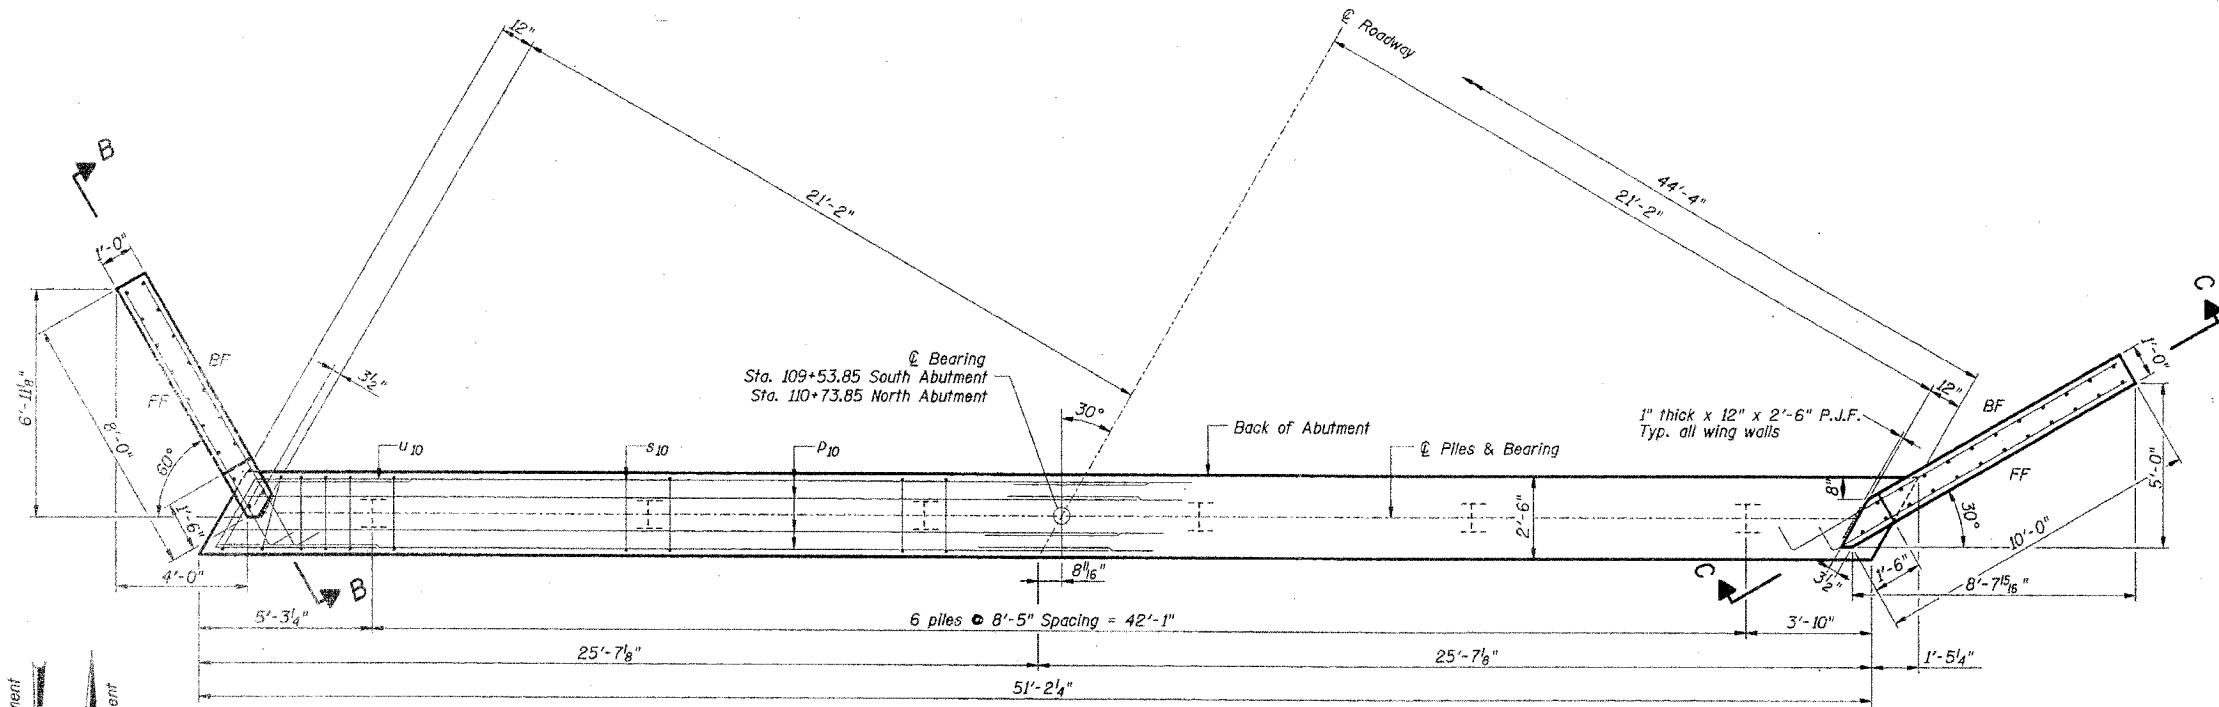 12"
℄ Roadway
B
21'-2"
44'-4"
21'-2"
1'-0"
C
6'-11⅛"
8'-0"
BF
FF
60°
3½"
℄ Bearing
Sta. 109+53.85 South Abutment
Sta. 110+73.85 North Abutment
30°
12"
1'-0"
1" thick x 12" x 2'-6" P.J.F.
Typ. all wing walls
BF
FF
Back of Abutment
℄ Piles & Bearing
u10
s10
p10
8"
5'-0"
1'-6"
2'-6"
30°
10'-0"
4'-0"
B
8 11/16"
C
3½"
1'-6"
8'-7 15/16"
5'-3¼"
6 piles @ 8'-5" Spacing = 42'-1"
3'-10"
25'-7⅛"
25'-7⅛"
1'-5¼"
51'-2¼"